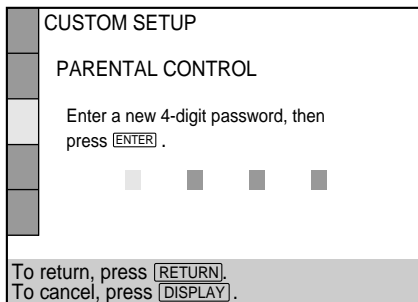 CUSTOM SETUP
PARENTAL CONTROL
Enter a new 4-digit password, then
press ENTER .
To return, press RETURN.
To cancel, press DISPLAY .